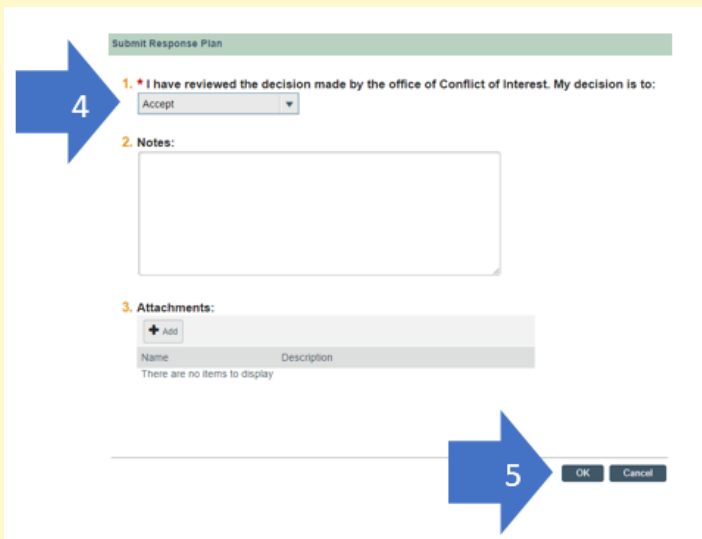 Submit Response Plan
1. * I have reviewed the decision made by the office of Conflict of Interest. My decision is to:
4
Accept
2. Notes:
3. Attachments:
+ Add
Name Description
There are no items to display
5
OK Cancel